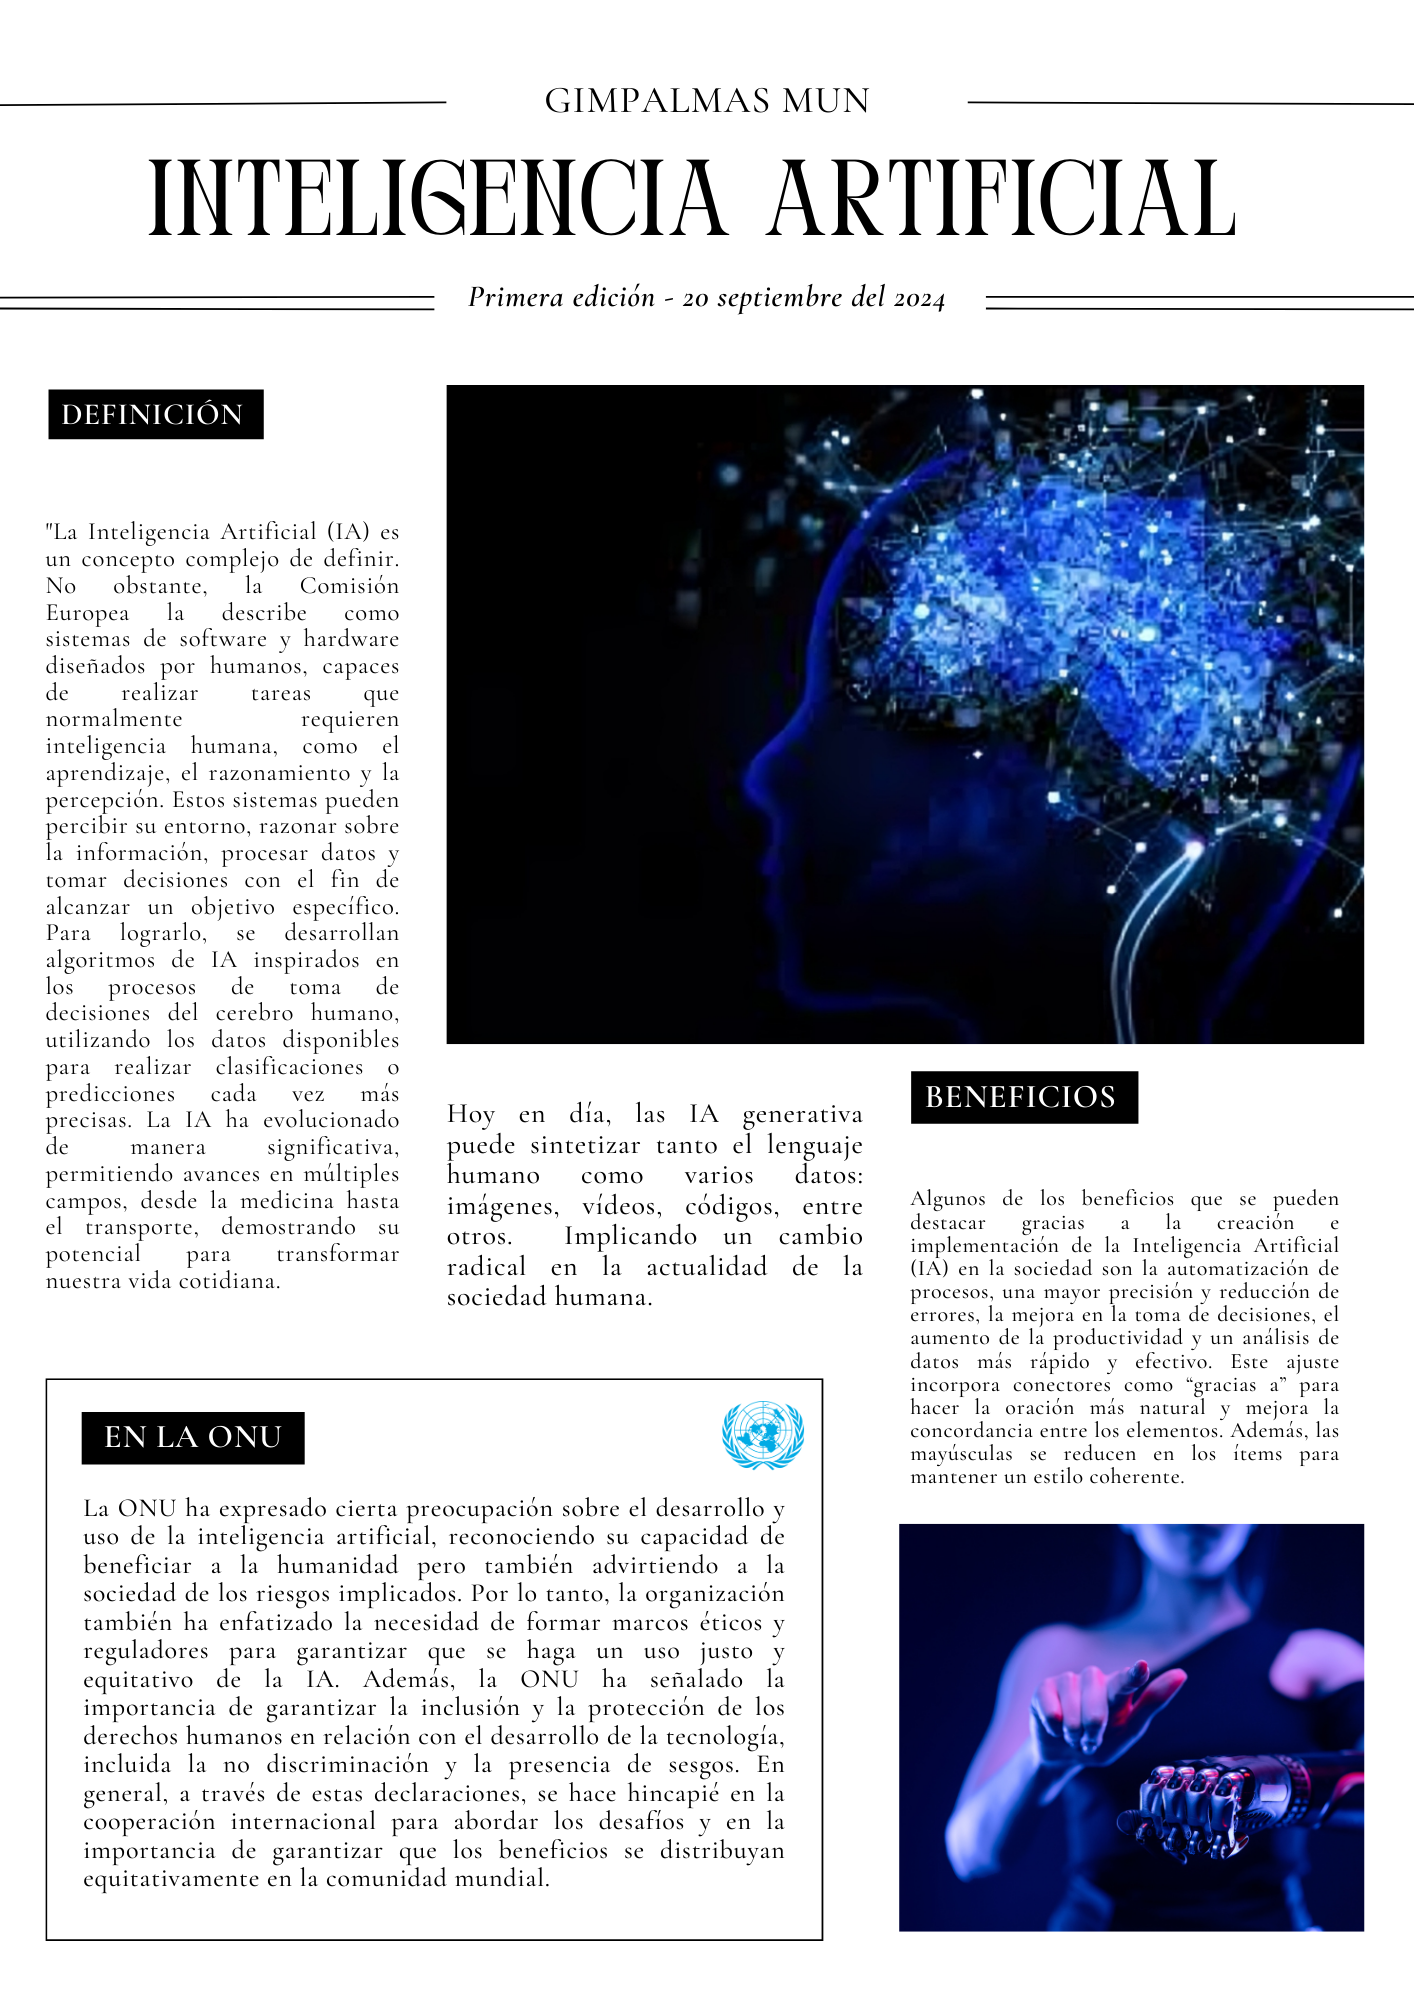 GIMPALMAS MUN
INTELIGENCIA ARTIFICIAL
Primera edición - 20 septiembre del 2024
DEFINICIÓN
"La Inteligencia Artificial (IA) es
un concepto complejo de definir.
No obstante, la Comisión
Europea la describe como
sistemas de software y hardware
diseñados por humanos, capaces
de realizar tareas que
normalmente requieren
inteligencia humana, como el
aprendizaje, el razonamiento y la
percepción. Estos sistemas pueden
percibir su entorno, razonar sobre
la información, procesar datos y
tomar decisiones con el fin de
alcanzar un objetivo específico.
Para lograrlo, se desarrollan
algoritmos de IA inspirados en
los procesos de toma de
decisiones del cerebro humano,
utilizando los datos disponibles
para realizar clasificaciones o
predicciones cada vez más
precisas. La IA ha evolucionado
de manera significativa,
permitiendo avances en múltiples
campos, desde la medicina hasta
el transporte, demostrando su
potencial para transformar
nuestra vida cotidiana.
Hoy en día, las IA generativa
puede sintetizar tanto el lenguaje
humano como varios datos:
imágenes, vídeos, códigos, entre
otros. Implicando un cambio
radical en la actualidad de la
sociedad humana.
BENEFICIOS
Algunos de los beneficios que se pueden
destacar gracias a la creación e
implementación de la Inteligencia Artificial
(IA) en la sociedad son la automatización de
procesos, una mayor precisión y reducción de
errores, la mejora en la toma de decisiones, el
aumento de la productividad y un análisis de
datos más rápido y efectivo. Este ajuste
incorpora conectores como “gracias a” para
hacer la oración más natural y mejora la
concordancia entre los elementos. Además, las
mayúsculas se reducen en los ítems para
mantener un estilo coherente.
EN LA ONU
La ONU ha expresado cierta preocupación sobre el desarrollo y
uso de la inteligencia artificial, reconociendo su capacidad de
beneficiar a la humanidad pero también advirtiendo a la
sociedad de los riesgos implicados. Por lo tanto, la organización
también ha enfatizado la necesidad de formar marcos éticos y
reguladores para garantizar que se haga un uso justo y
equitativo de la IA. Además, la ONU ha señalado la
importancia de garantizar la inclusión y la protección de los
derechos humanos en relación con el desarrollo de la tecnología,
incluida la no discriminación y la presencia de sesgos. En
general, a través de estas declaraciones, se hace hincapié en la
cooperación internacional para abordar los desafíos y en la
importancia de garantizar que los beneficios se distribuyan
equitativamente en la comunidad mundial.